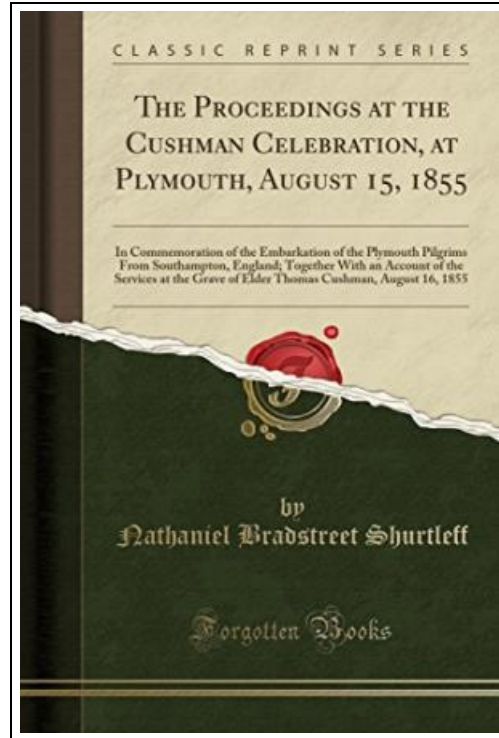 CLASSIC REPRINT SERIES
THE PROCEEDINGS AT THE
CUSHMAN CELEBRATION, AT
PLYMOUTH, AUGUST 15, 1855
In Commemoration of the Embarkation of the Plymouth Pilgrims
From Southampton, England; Together With an Account of the
Services at the Grave of Elder Thomas Cushman, August 16, 1855
by
Nathaniel Bradstreet Shurtleff
Forgotten Books